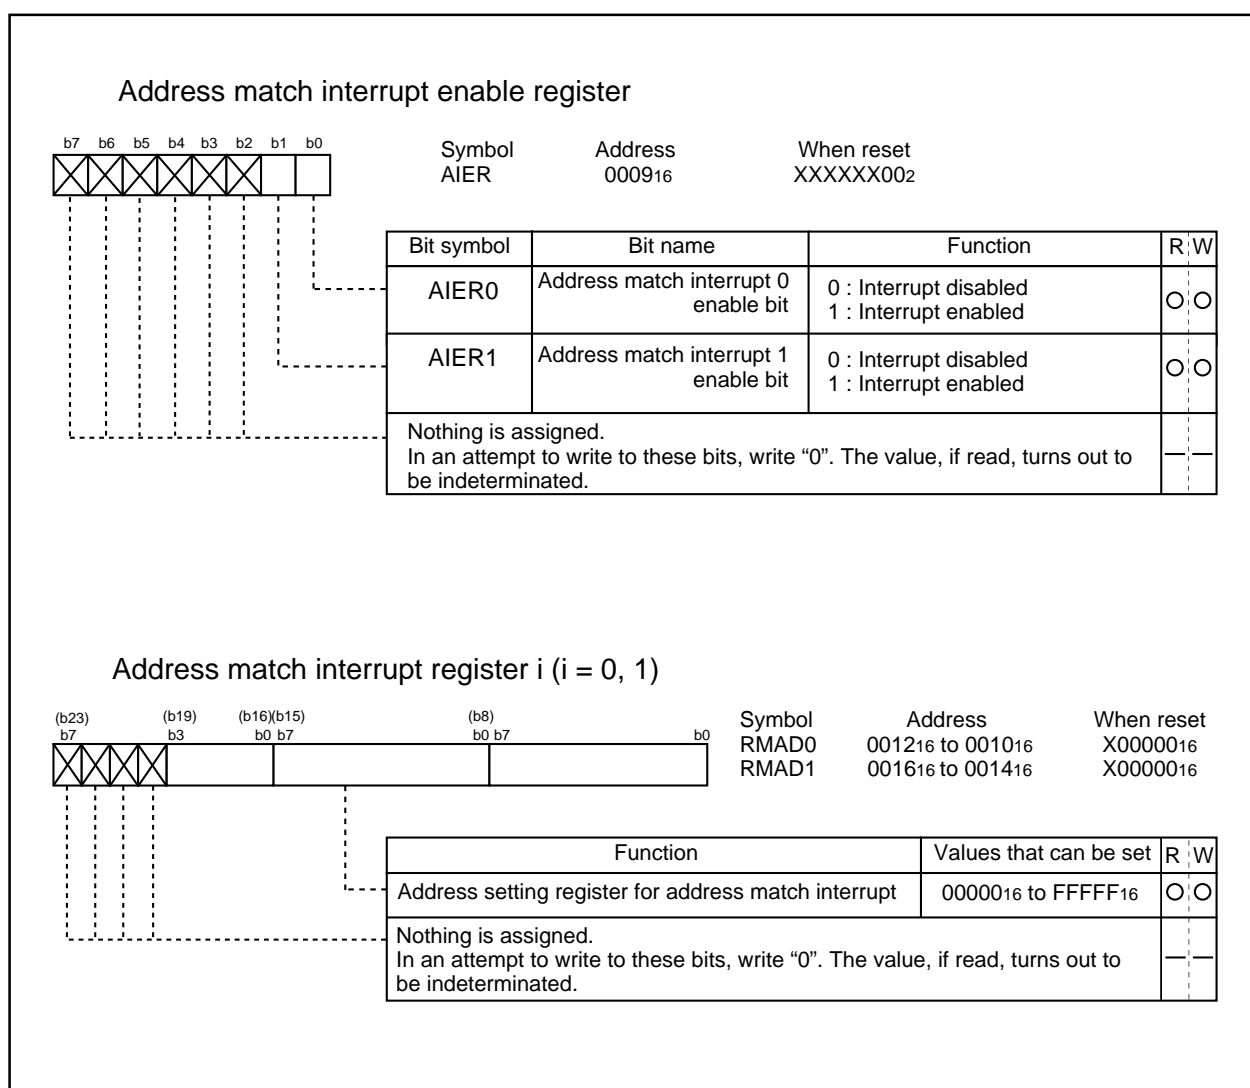 Address match interrupt enable register
b7 b6 b5 b4 b3 b2 b1 b0
Symbol Address When reset
AIER 000916 XXXXXX002
Bit symbol Bit name Function R W
AIER0 Address match interrupt 0 enable bit 0 : Interrupt disabled
1 : Interrupt enabled
AIER1 Address match interrupt 1 enable bit 0 : Interrupt disabled
1 : Interrupt enabled
Nothing is assigned.
In an attempt to write to these bits, write “0”. The value, if read, turns out to
be indeterminated.
Address match interrupt register i (i = 0, 1)
(b23) (b19) (b16)(b15) (b8)
b7 b3 b0 b7 b0 b7 b0
Symbol Address When reset
RMAD0 001216 to 001016 X0000016
RMAD1 001616 to 001416 X0000016
Function Values that can be set R W
Address setting register for address match interrupt 0000016 to FFFFF16
Nothing is assigned.
In an attempt to write to these bits, write “0”. The value, if read, turns out to
be indeterminated.